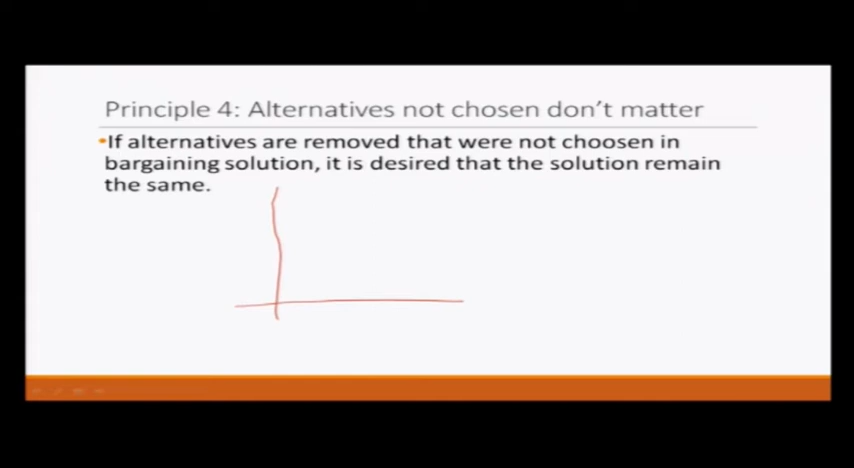 Principle 4: Alternatives not chosen don't matter
•If alternatives are removed that were not choosen in
bargaining solution, it is desired that the solution remain
the same.